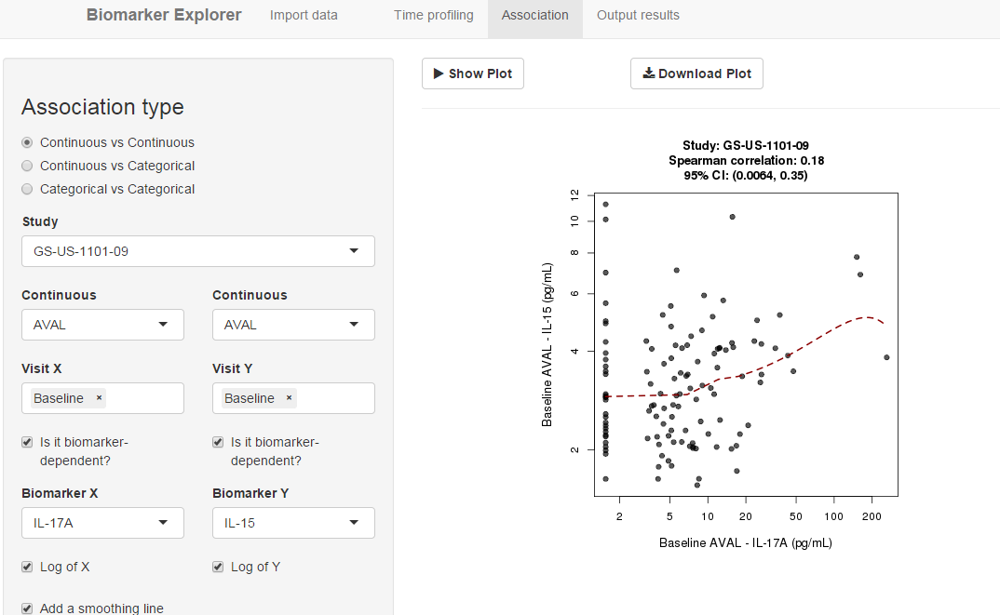 Biomarker Explorer Import data Time profiling Association Output results
Show Plot Download Plot
Association type
Continuous vs Continuous
Continuous vs Categorical
Categorical vs Categorical
Study
GS-US-1101-09
Continuous Continuous
AVAL AVAL
Visit X Visit Y
Baseline × Baseline ×
Is it biomarker- Is it biomarker-
dependent? dependent?
Biomarker X Biomarker Y
IL-17A IL-15
Log of X Log of Y
Add a smoothing line
Study: GS-US-1101-09
Spearman correlation: 0.18
95% CI: (0.0064, 0.35)
Baseline AVAL - IL-15 (pg/mL)
12
10
8
6
4
2
2 5 10 20 50 100 200
Baseline AVAL - IL-17A (pg/mL)